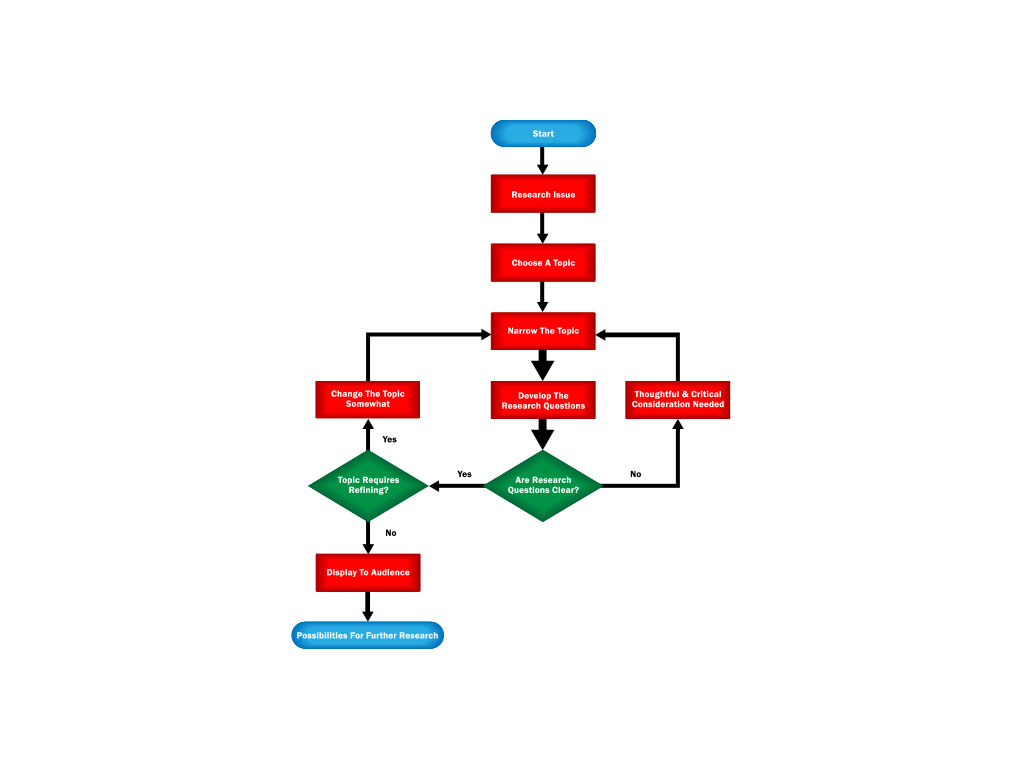 Start
Research Issue
Choose A Topic
Narrow The Topic
Change The Topic
Somewhat
Develop The
Research Questions
Thoughtful & Critical
Consideration Needed
Yes
Topic Requires
Refining?
Yes
Are Research
Questions Clear?
No
No
Display To Audience
Possibilities For Further Research